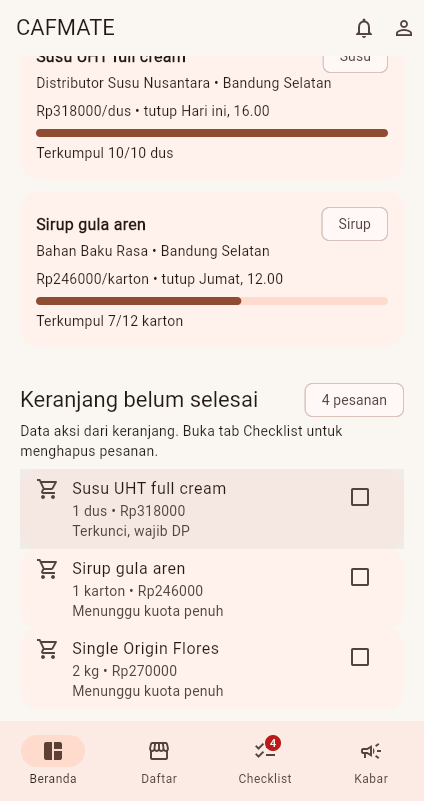 CAFMATE
Susu UHT full cream
Susu
Distributor Susu Nusantara • Bandung Selatan
Rp318000/dus • tutup Hari ini, 16.00
Terkumpul 10/10 dus
Sirup gula aren
Sirup
Bahan Baku Rasa • Bandung Selatan
Rp246000/karton • tutup Jumat, 12.00
Terkumpul 7/12 karton
Keranjang belum selesai
4 pesanan
Data aksi dari keranjang. Buka tab Checklist untuk
menghapus pesanan.
Susu UHT full cream
1 dus • Rp318000
Terkunci, wajib DP
Sirup gula aren
1 karton • Rp246000
Menunggu kuota penuh
Single Origin Flores
2 kg • Rp270000
Menunggu kuota penuh
4
Beranda
Daftar
Checklist
Kabar